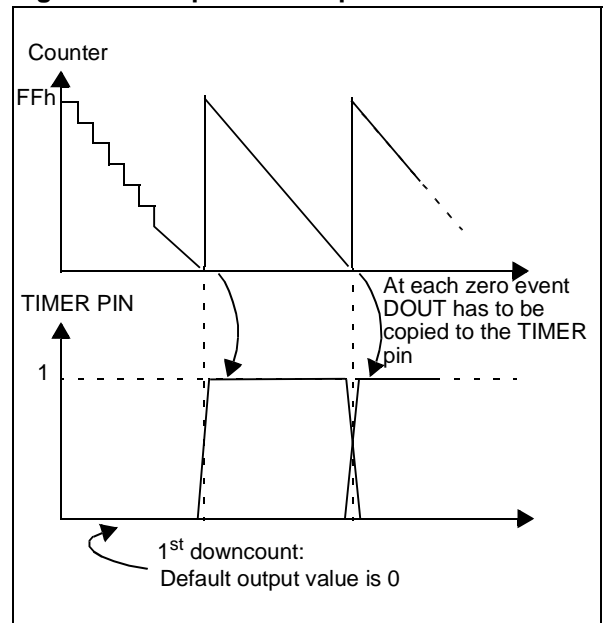 Counter
FFh
At each zero event
DOUT has to be
copied to the TIMER
pin
TIMER PIN
1
1st downcount:
Default output value is 0